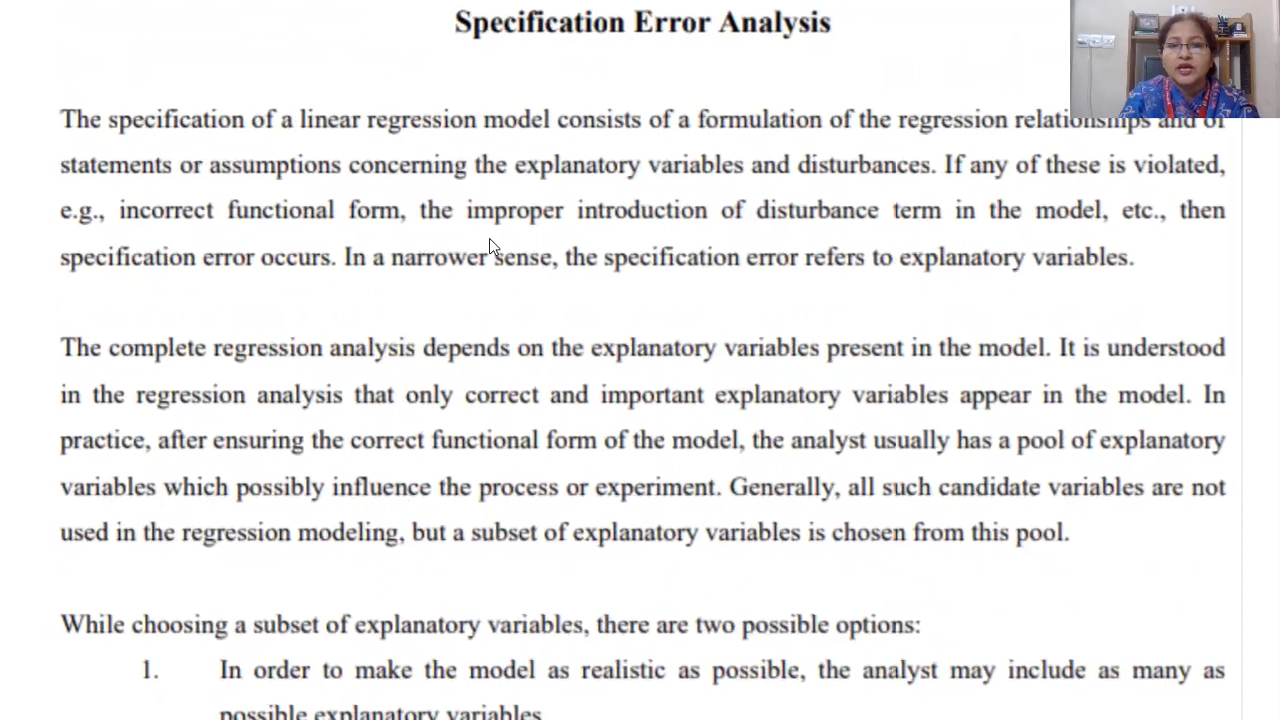 Specification Error Analysis
The specification of a linear regression model consists of a formulation of the regression relationships and of
statements or assumptions concerning the explanatory variables and disturbances. If any of these is violated,
e.g., incorrect functional form, the improper introduction of disturbance term in the model, etc., then
specification error occurs. In a narrower sense, the specification error refers to explanatory variables.
The complete regression analysis depends on the explanatory variables present in the model. It is understood
in the regression analysis that only correct and important explanatory variables appear in the model. In
practice, after ensuring the correct functional form of the model, the analyst usually has a pool of explanatory
variables which possibly influence the process or experiment. Generally, all such candidate variables are not
used in the regression modeling, but a subset of explanatory variables is chosen from this pool.
While choosing a subset of explanatory variables, there are two possible options:
1. In order to make the model as realistic as possible, the analyst may include as many as
possible explanatory variables